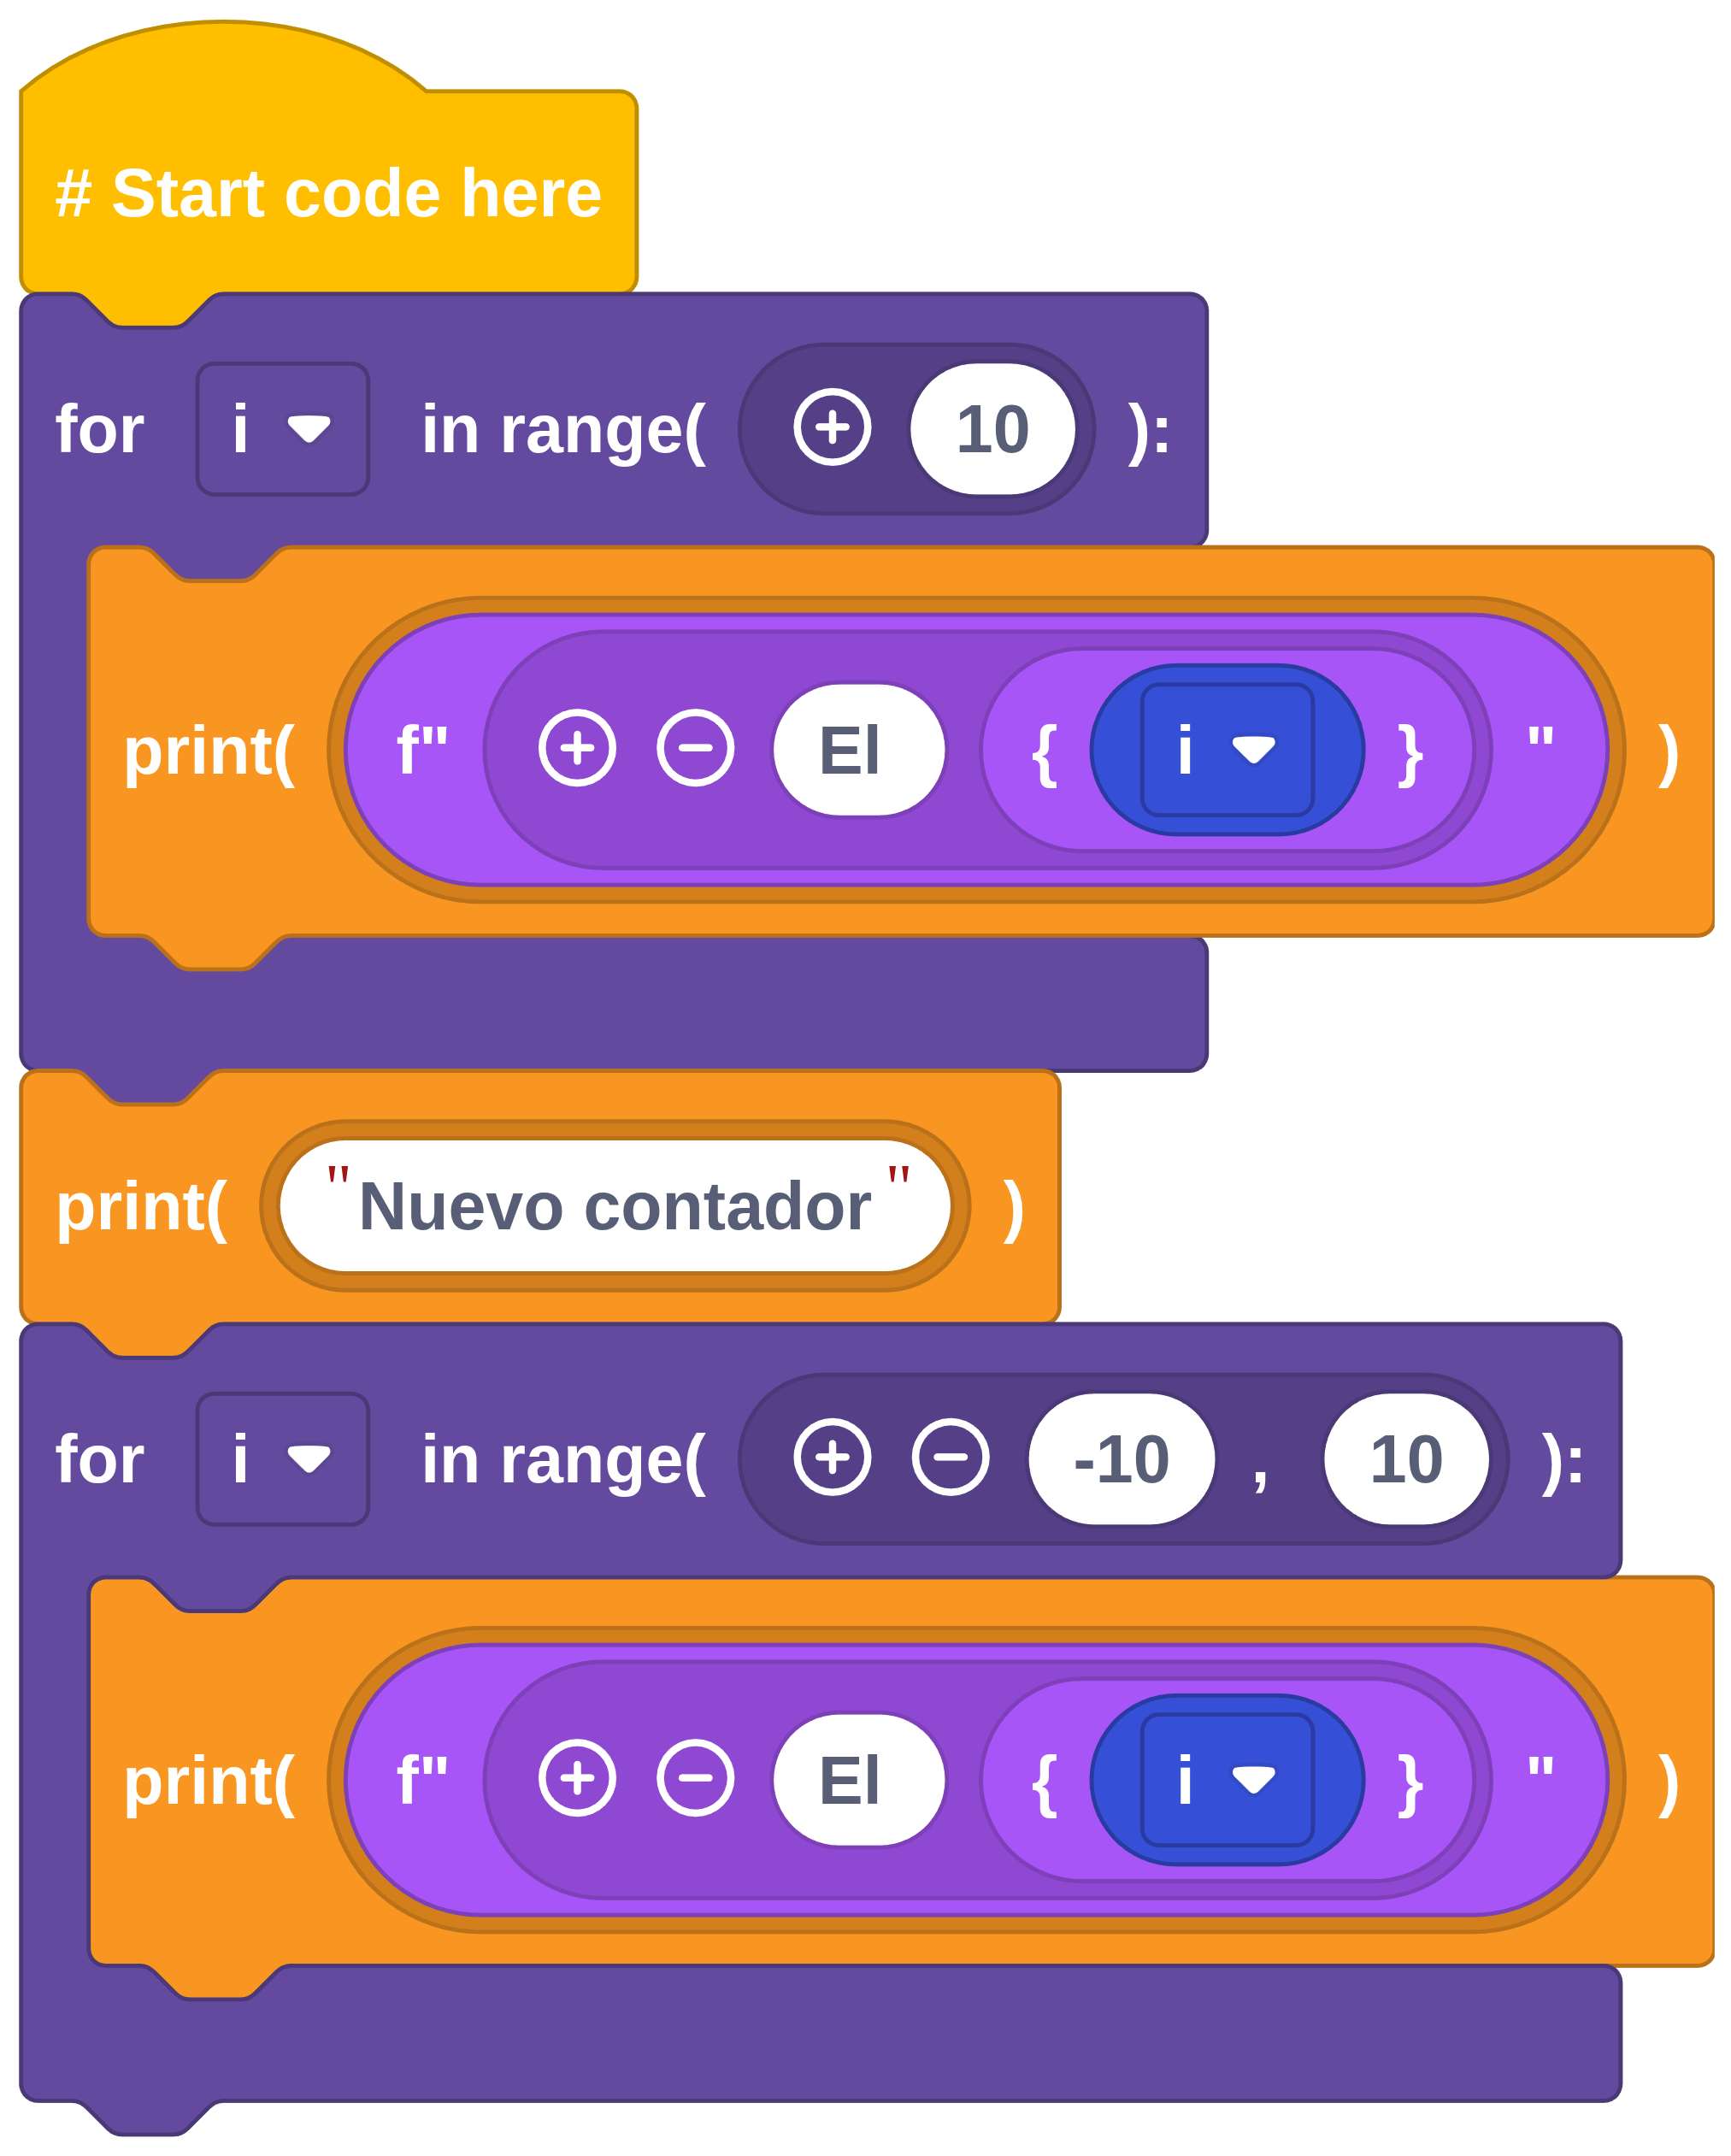 # Start code here
for i in range( 10 ):
print( f" El { i } " )
print( "Nuevo contador" )
for i in range( -10 , 10 ):
print( f" El { i } " )